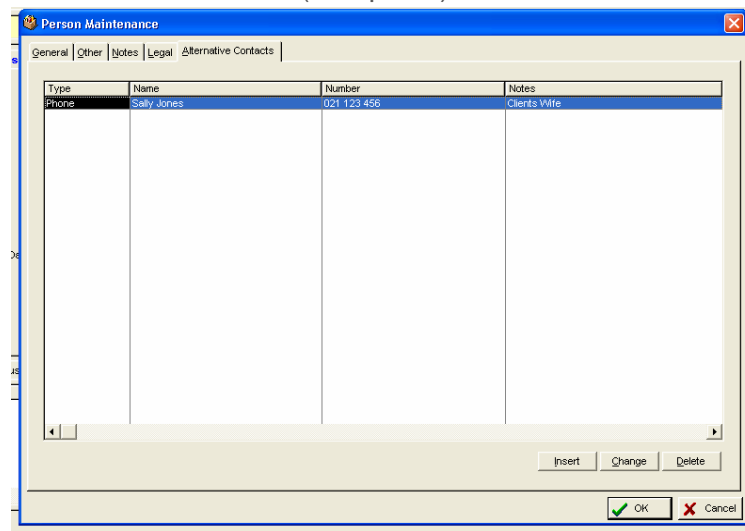 Person Maintenance
General Other Notes Legal Alternative Contacts
Type Name Number Notes
Phone Sally Jones 021 123 456 Clients Wife
Insert Change Delete
OK Cancel